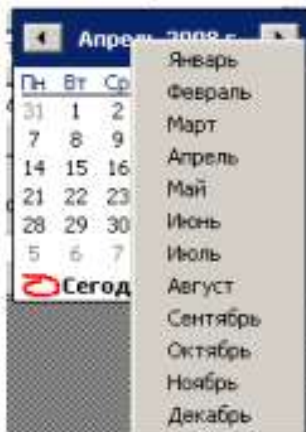 Апрель 2008 г.
Пн Вт Ср
31 1 2
7 8 9
14 15 16
21 22 23
28 29 30
5 6 7
Сегод
Январь
Февраль
Март
Апрель
Май
Июнь
Июль
Август
Сентябрь
Октябрь
Ноябрь
Декабрь